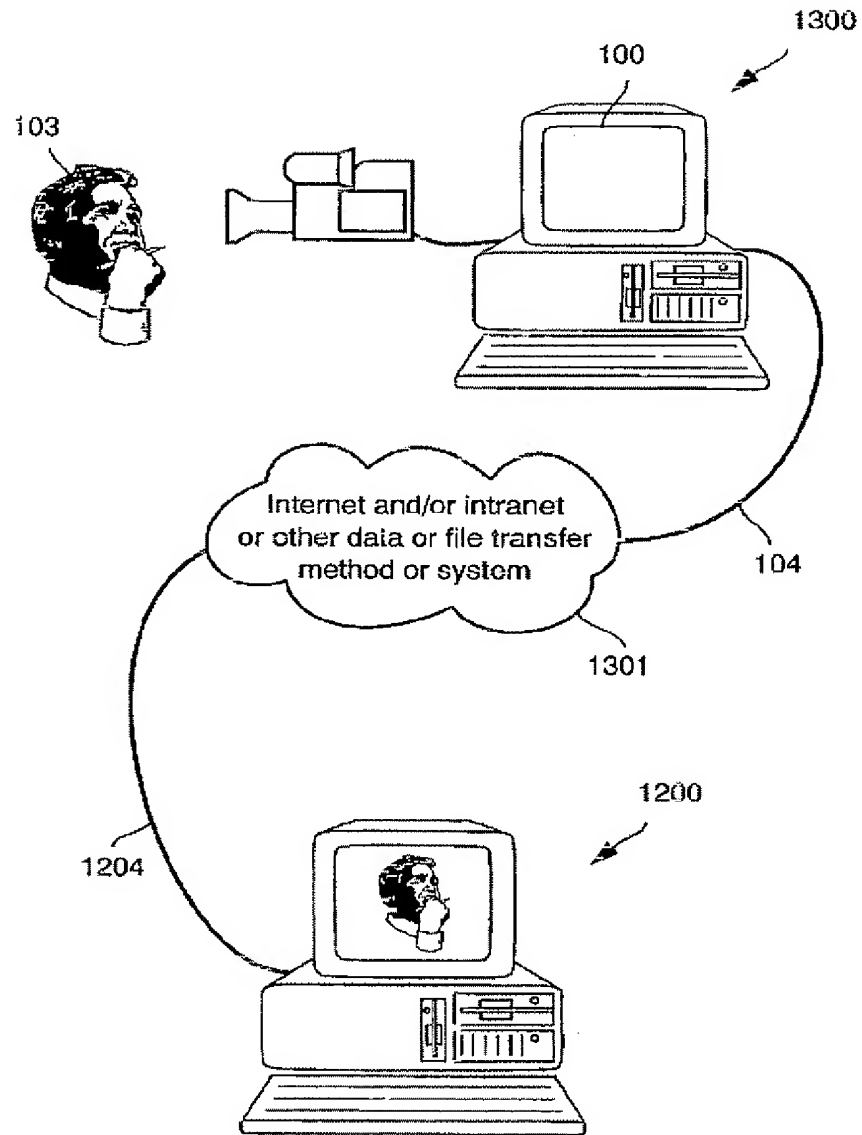 1300
100
103
Internet and/or intranet
or other data or file transfer
method or system
104
1301
1200
1204